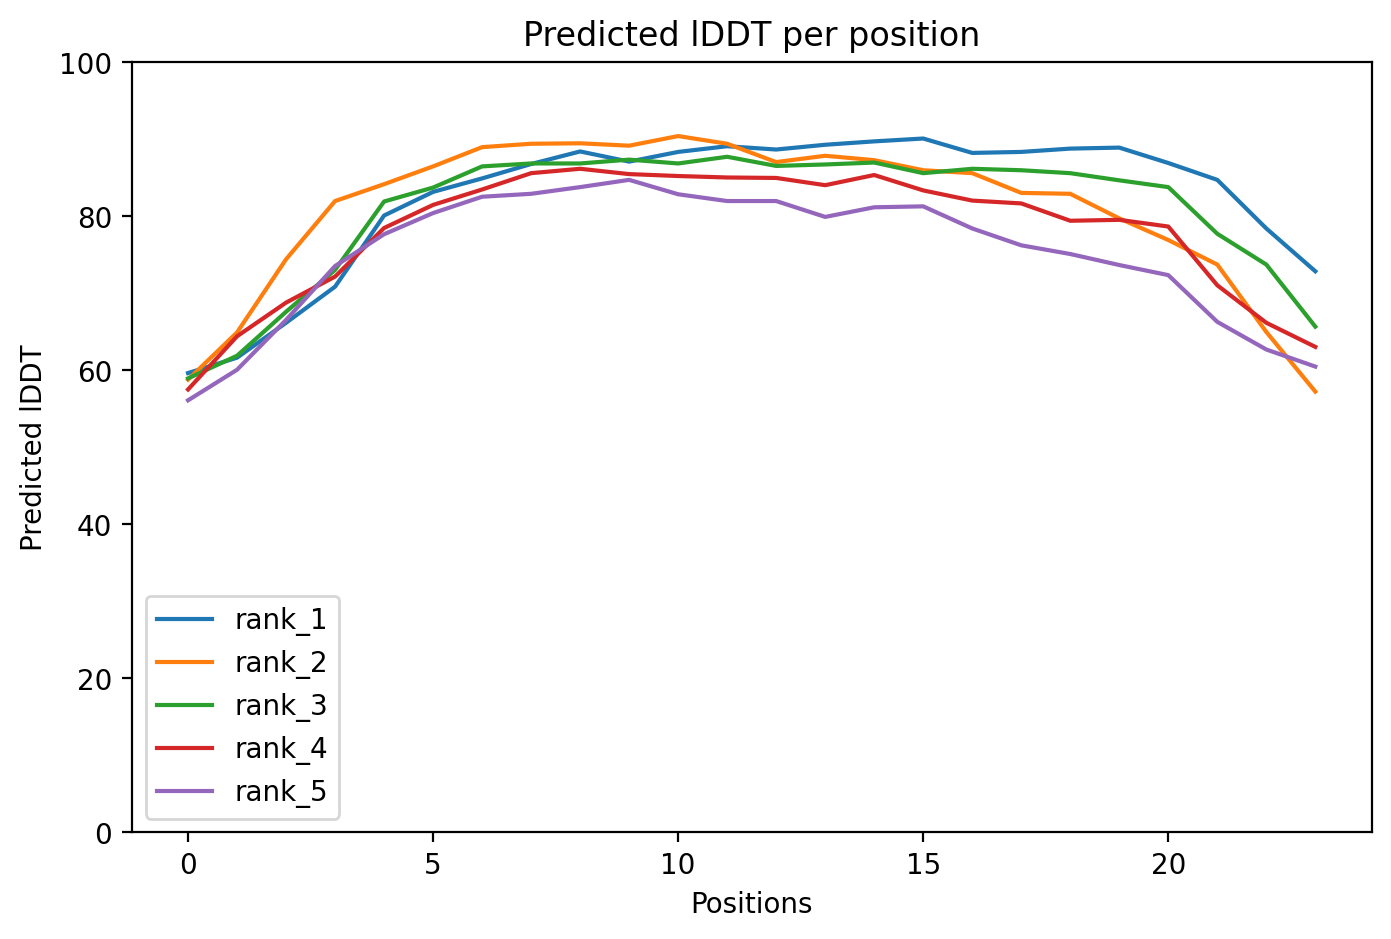 Predicted lDDT per position
100
80
60
40
20
0
Predicted lDDT
rank_1
rank_2
rank_3
rank_4
rank_5
0 5 10 15 20
Positions